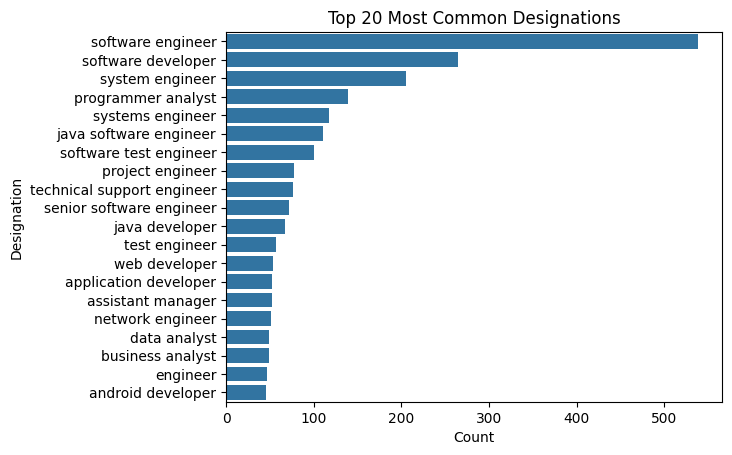 Top 20 Most Common Designations
Designation
software engineer
software developer
system engineer
programmer analyst
systems engineer
java software engineer
software test engineer
project engineer
technical support engineer
senior software engineer
java developer
test engineer
web developer
application developer
assistant manager
network engineer
data analyst
business analyst
engineer
android developer
0 100 200 300 400 500
Count